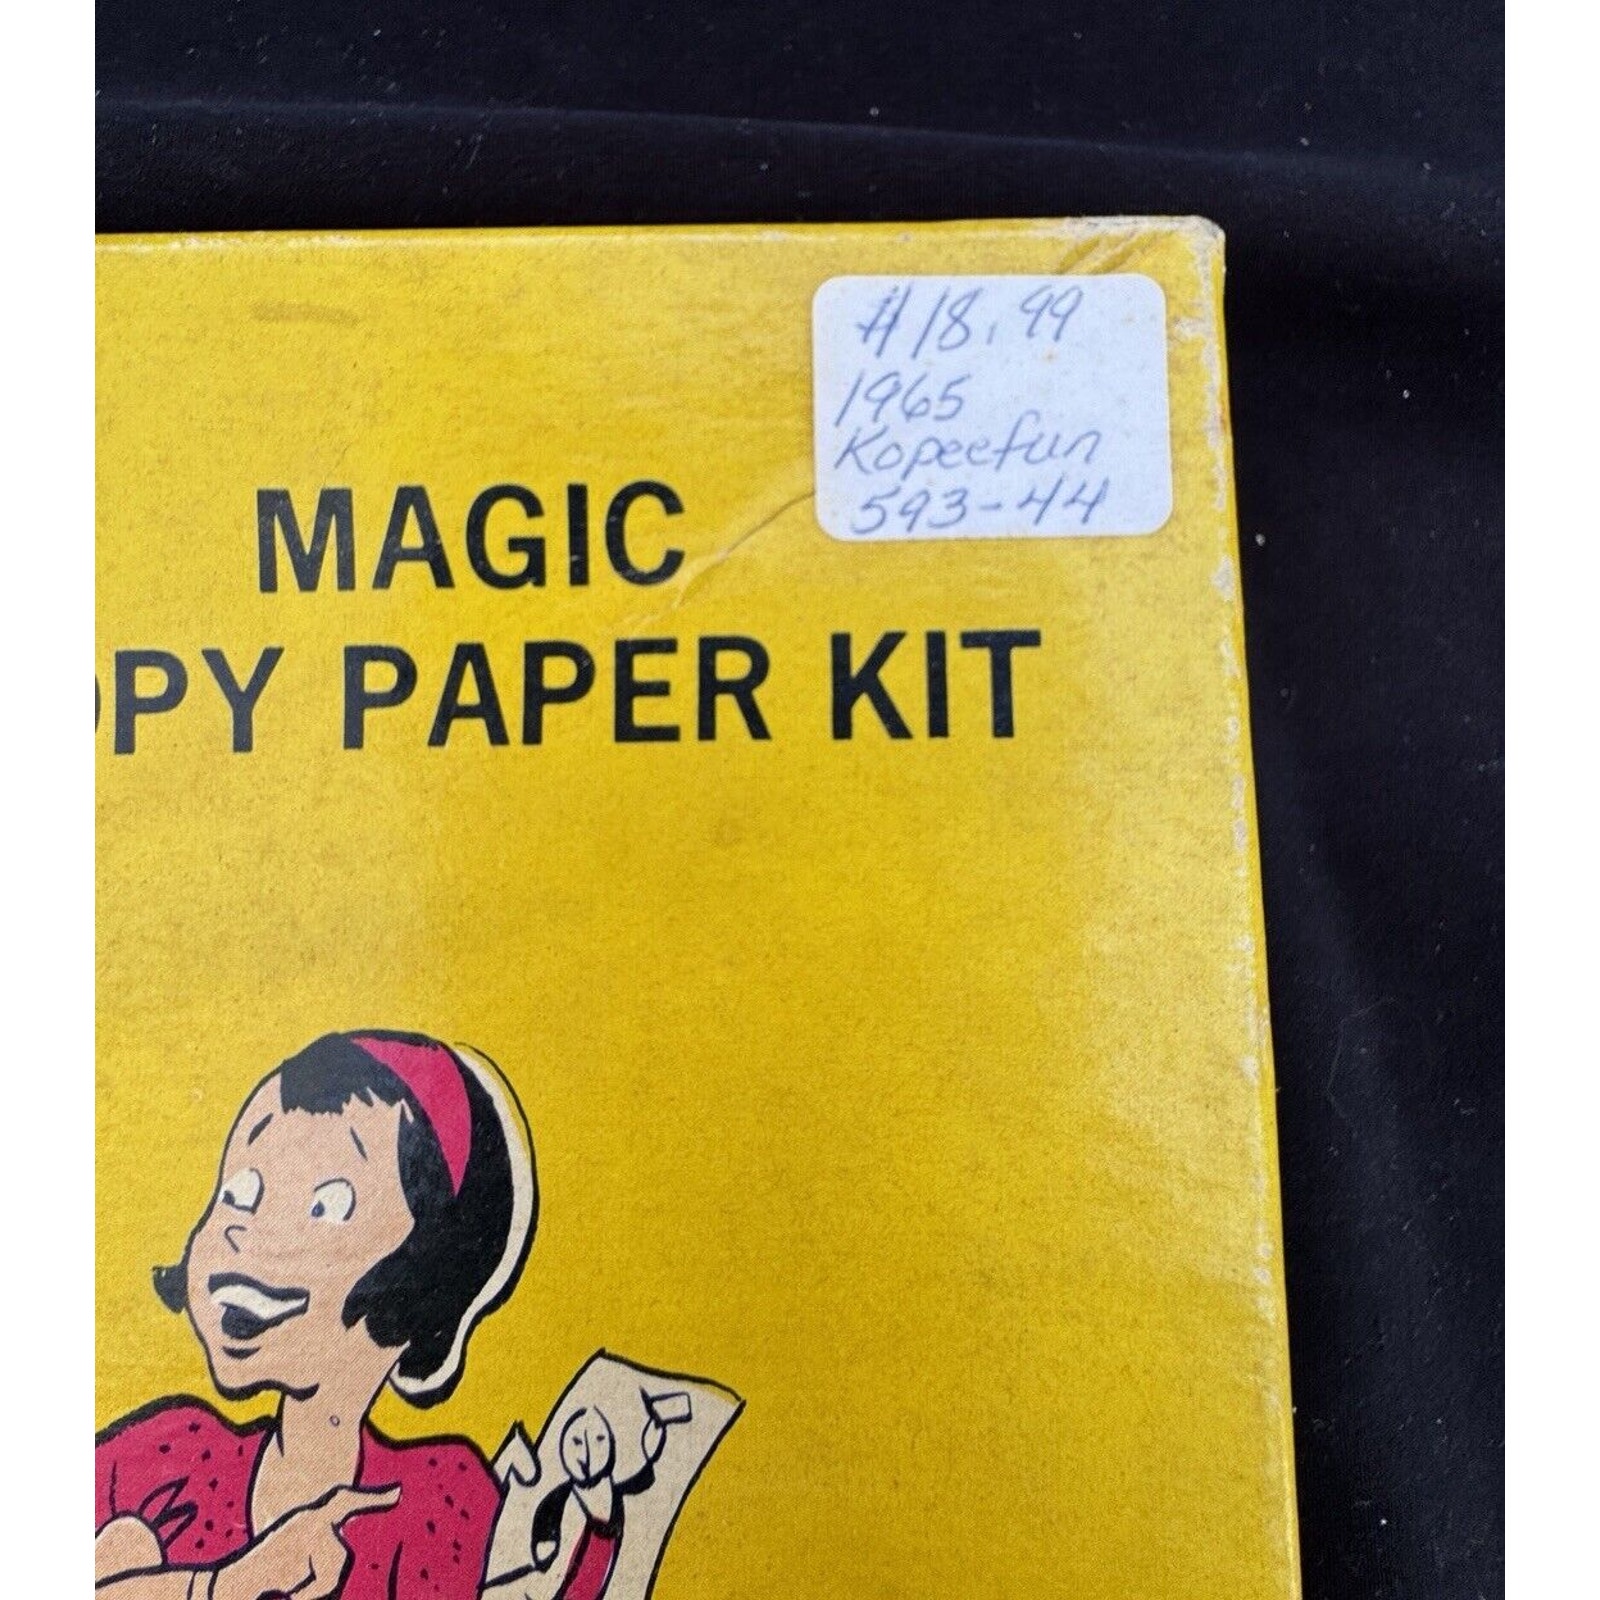 $18.99
1965
Kopeefun
593-44
MAGIC
OPY PAPER KIT